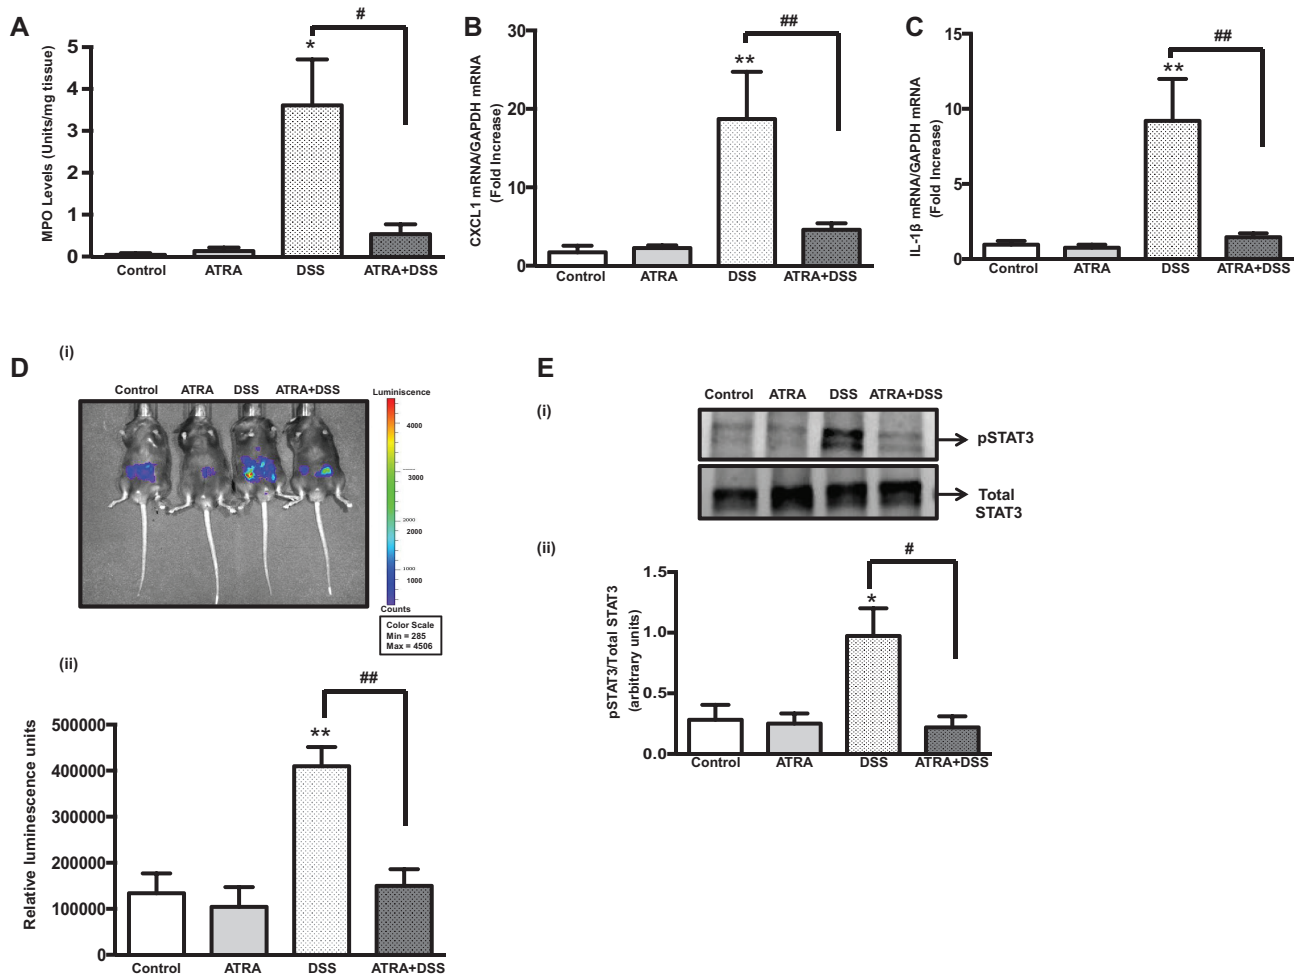 A
#
*
MPO Levels (Units/mg tissue)
5
4
3
2
1
0
Control ATRA DSS ATRA+DSS
B
##
**
CXCL1 mRNA/GAPDH mRNA
(Fold Increase)
30
20
10
0
Control ATRA DSS ATRA+DSS
C
##
**
IL-1β mRNA/GAPDH mRNA
(Fold Increase)
15
10
5
0
Control ATRA DSS ATRA+DSS
D
(i)
Control ATRA DSS ATRA+DSS
Luminiscence
4000
3000
2000
2000
1000
1000
Counts
Color Scale
Min = 285
Max = 4506
(ii)
##
**
Relative luminescence units
500000
400000
300000
200000
100000
0
Control ATRA DSS ATRA+DSS
E
Control ATRA DSS ATRA+DSS
(i)
pSTAT3
Total
STAT3
(ii)
#
*
pSTAT3/Total STAT3
(arbitrary units)
1.5
1.0
0.5
0.0
Control ATRA DSS ATRA+DSS